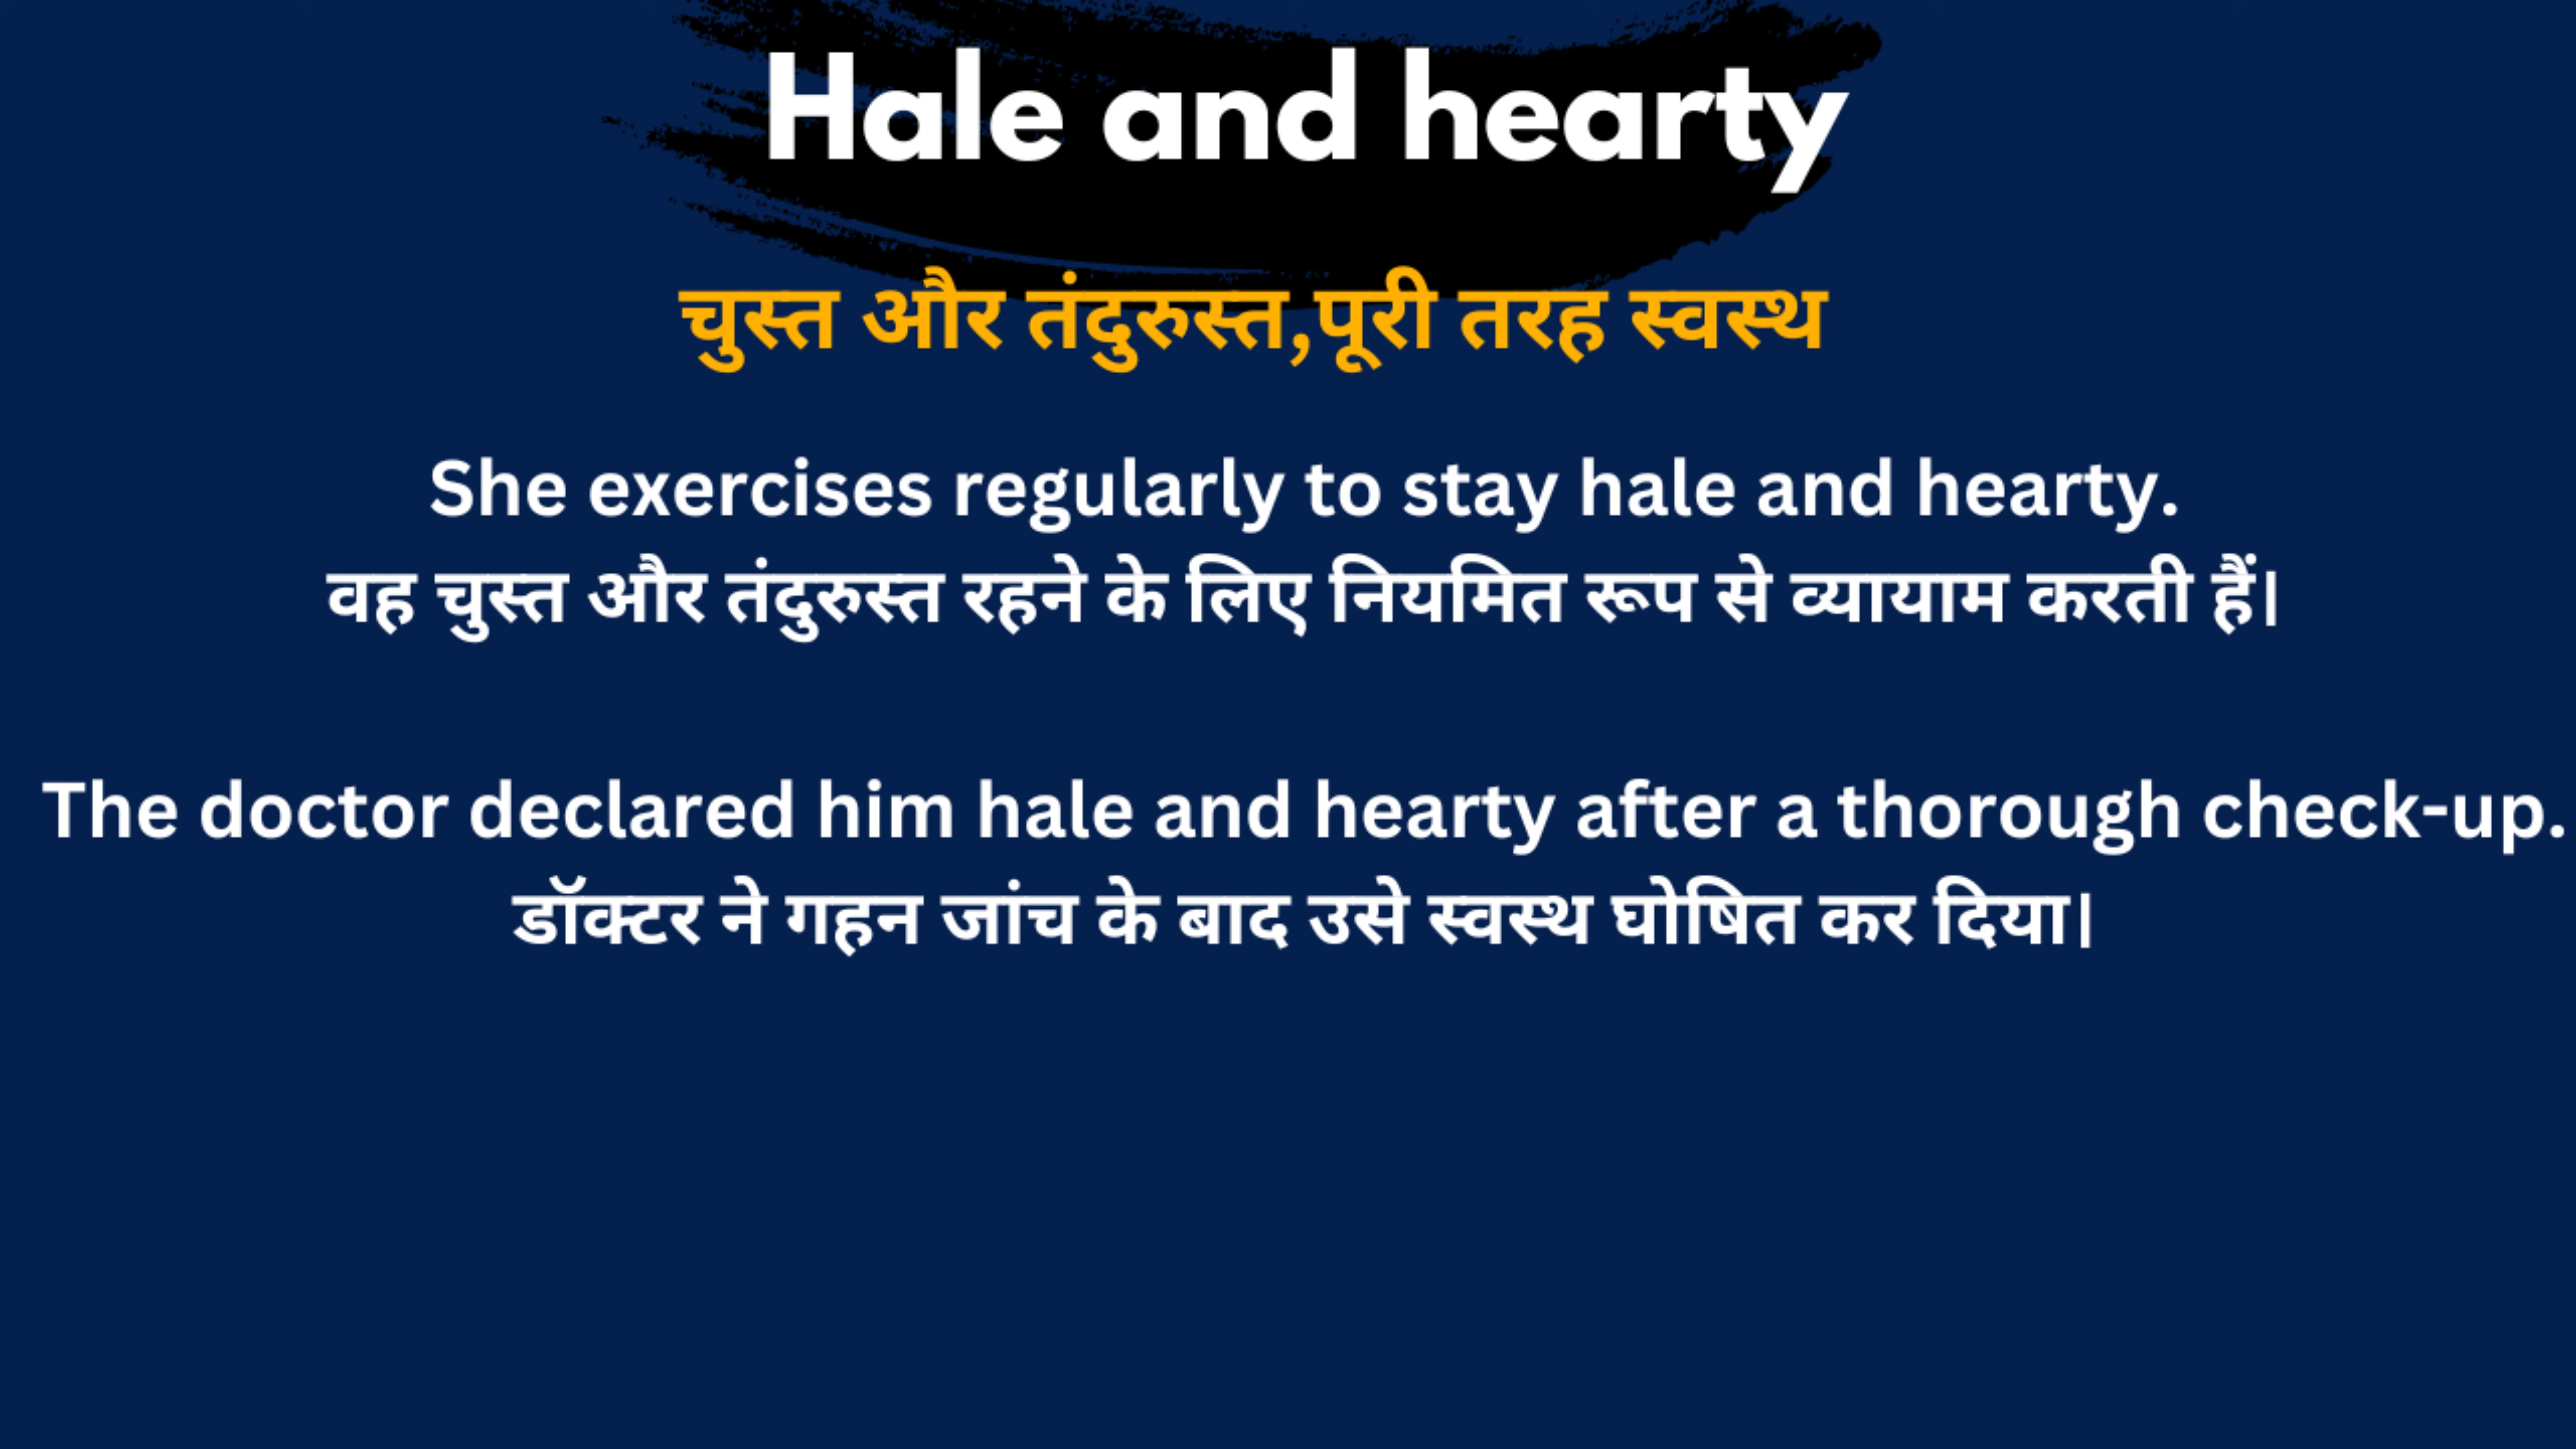 Hale and hearty
चुस्त और तंदुरुस्त,पूरी तरह स्वस्थ
She exercises regularly to stay hale and hearty.
वह चुस्त और तंदुरुस्त रहने के लिए नियमित रूप से व्यायाम करती हैं।
The doctor declared him hale and hearty after a thorough check-up.
डॉक्टर ने गहन जांच के बाद उसे स्वस्थ घोषित कर दिया।